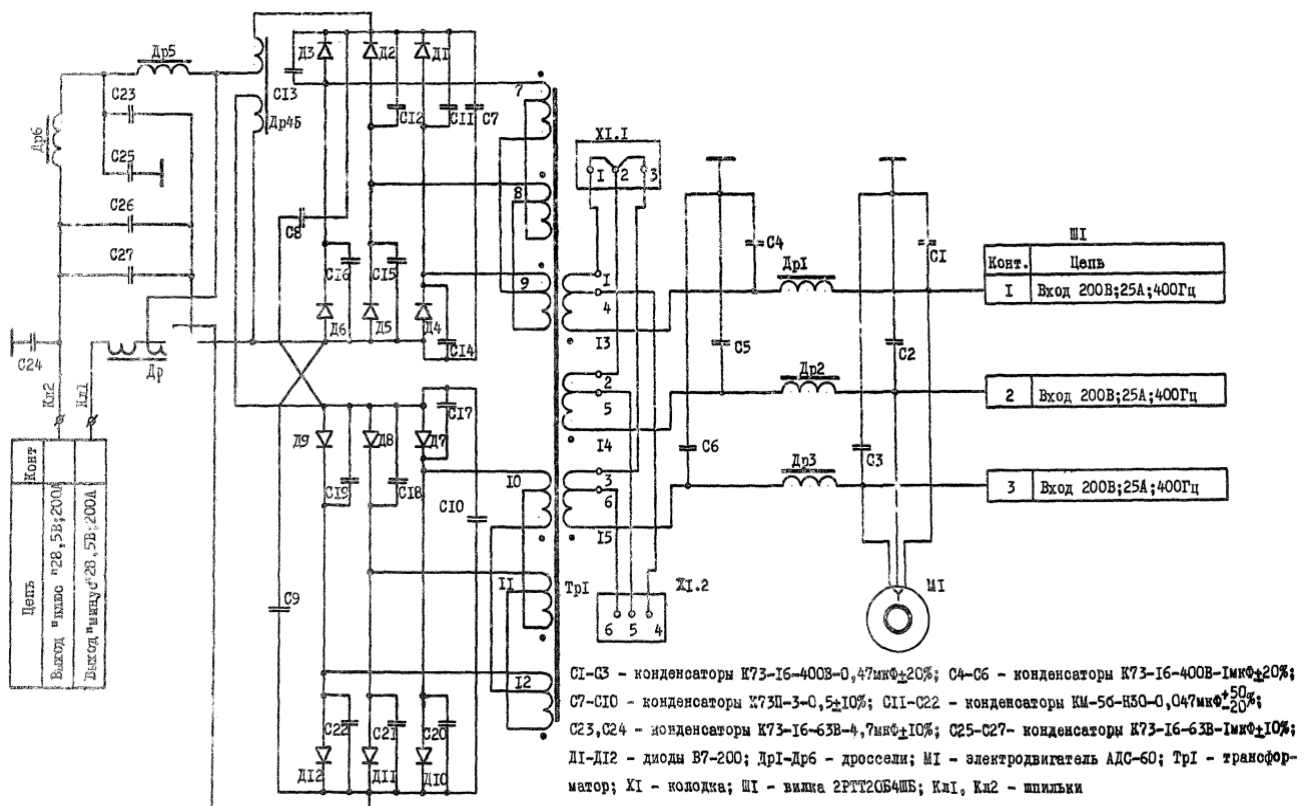 Др5
Д3
Д2
Д1
С23
С13
Др4Б
С12
С11
С7
7
Х1.1
Др6
С25
1
2
3
С26
8
С8
С4
С1
Ш1
С27
С16
С15
9
1
Др1
Конт.
Цепь
4
1
Вход 200В;25А;400Гц
Д6
Д5
Д4
С14
13
С5
С2
С24
Др
2
Др2
Кл2
Кл1
5
2
Вход 200В;25А;400Гц
С17
Д9
Д8
Д7
14
С6
С3
С19
С18
10
3
Др3
С10
6
3
Вход 200В;25А;400Гц
15
Конт
Цепь
Выход "плюс "28,5В;200А
Выход "минус"28,5В;200А
11
Тр1
Х1.2
М1
С9
6
5
4
12
С22
С21
С20
Д12
Д11
Д10
С1-С3 - конденсаторы К73-16-400В-0,47мкФ±20%; С4-С6 - конденсаторы К73-16-400В-1мкФ±20%;
С7-С10 - конденсаторы К73П-3-0,5±10%; С11-С22 - конденсаторы КМ-5б-Н30-0,047мкФ+50%-20%;
С23,С24 - конденсаторы К73-16-63В-4,7мкФ±10%; С25-С27- конденсаторы К73-16-63В-1мкФ±10%;
Д1-Д12 - диоды В7-200; Др1-Др6 - дроссели; М1 - электродвигатель АДС-60; Тр1 - трансфор-
матор; Х1 - колодка; Ш1 - вилка 2РТТ20Б4ШБ; Кл1, Кл2 - шпильки